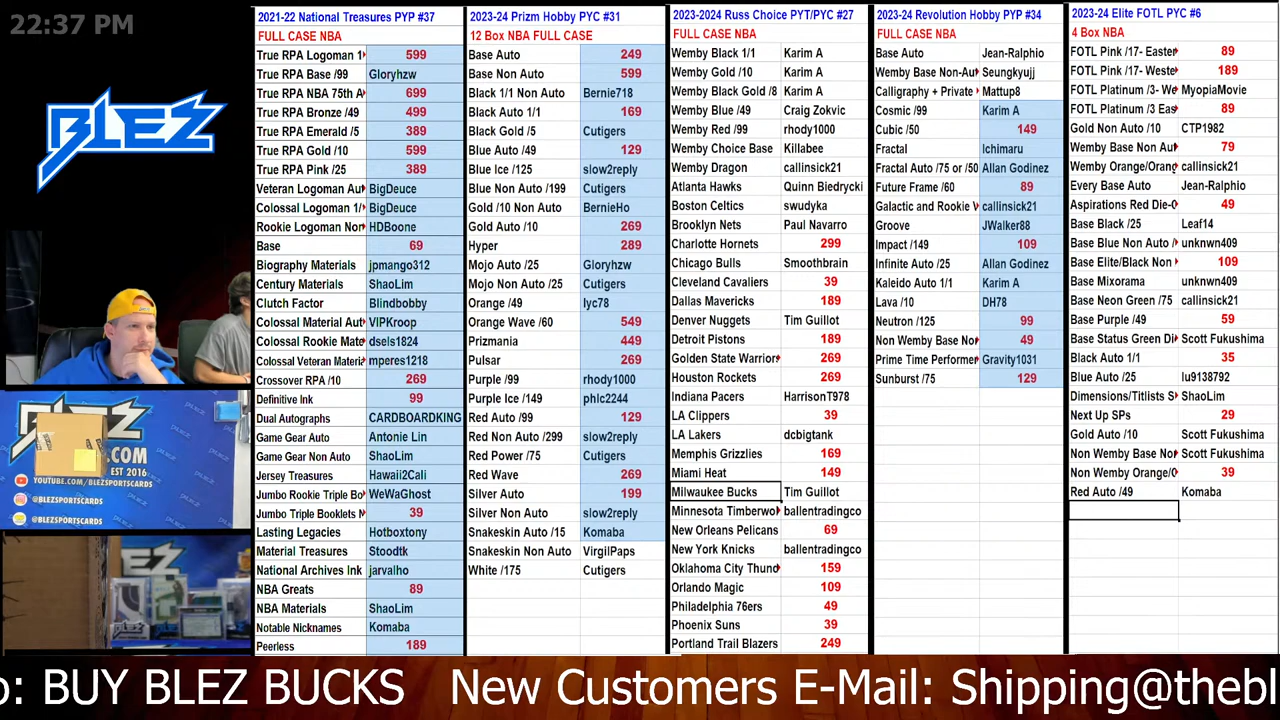 22:37 PM
BLEZ
2021-22 National Treasures PYP #37
FULL CASE NBA
True RPA Logoman 1 599
True RPA Base /99 Gloryhzw
True RPA NBA 75th A 699
True RPA Bronze /49 499
True RPA Emerald /5 389
True RPA Gold /10 599
True RPA Pink /25 389
Veteran Logoman Au BigDeuce
Colossal Logoman 1/ BigDeuce
Rookie Logoman Non HDBoone
Base 69
Biography Materials jpmango312
Century Materials ShaoLim
Clutch Factor Blindbobby
Colossal Material Aut VIPKroop
Colossal Rookie Mate dsels1824
Colossal Veteran Materi mperes1218
Crossover RPA /10 269
Definitive Ink 99
Dual Autographs CARDBOARDKING
Game Gear Auto Antonie Lin
Game Gear Non Auto ShaoLim
Jersey Treasures Hawaii2Cali
Jumbo Rookie Triple Bo WeWaGhost
Jumbo Triple Booklets N 39
Lasting Legacies Hotboxtony
Material Treasures Stoodtk
National Archives Ink jarvalho
NBA Greats 89
NBA Materials ShaoLim
Notable Nicknames Komaba
Peerless 189
2023-24 Prizm Hobby PYC #31
12 Box NBA FULL CASE
Base Auto 249
Base Non Auto 599
Black 1/1 Non Auto Bernie718
Black Auto 1/1 169
Black Gold /5 Cutigers
Blue Auto /49 129
Blue Ice /125 slow2reply
Blue Non Auto /199 Cutigers
Gold /10 Non Auto BernieHo
Gold Auto /10 269
Hyper 289
Mojo Auto /25 Gloryhzw
Mojo Non Auto /25 Cutigers
Orange /49 lyc78
Orange Wave /60 549
Prizmania 449
Pulsar 269
Purple /99 rhody1000
Purple Ice /149 phlc2244
Red Auto /99 129
Red Non Auto /299 slow2reply
Red Power /75 Cutigers
Red Wave 269
Silver Auto 199
Silver Non Auto slow2reply
Snakeskin Auto /15 Komaba
Snakeskin Non Auto VirgilPaps
White /175 Cutigers
2023-2024 Russ Choice PYT/PYC #27
FULL CASE NBA
Wemby Black 1/1 Karim A
Wemby Gold /10 Karim A
Wemby Black Gold /8 Karim A
Wemby Blue /49 Craig Zokvic
Wemby Red /99 rhody1000
Wemby Choice Base Killabee
Wemby Dragon callinsick21
Atlanta Hawks Quinn Biedrycki
Boston Celtics swudyka
Brooklyn Nets Paul Navarro
Charlotte Hornets 299
Chicago Bulls Smoothbrain
Cleveland Cavaliers 39
Dallas Mavericks 189
Denver Nuggets Tim Guillot
Detroit Pistons 189
Golden State Warrior 269
Houston Rockets 269
Indiana Pacers HarrisonT978
LA Clippers 39
LA Lakers dcbigtank
Memphis Grizzlies 169
Miami Heat 149
Milwaukee Bucks Tim Guillot
Minnesota Timberwo ballentradingco
New Orleans Pelicans 69
New York Knicks ballentradingco
Oklahoma City Thund 159
Orlando Magic 109
Philadelphia 76ers 49
Phoenix Suns 39
Portland Trail Blazers 249
2023-24 Revolution Hobby PYP #34
FULL CASE NBA
Base Auto Jean-Ralphio
Wemby Base Non-Au Seungkyujj
Calligraphy + Private Mattup8
Cosmic /99 Karim A
Cubic /50 149
Fractal Ichimaru
Fractal Auto /75 or /50 Allan Godinez
Future Frame /60 89
Galactic and Rookie V callinsick21
Groove JWalker88
Impact /149 109
Infinite Auto /25 Allan Godinez
Kaleido Auto 1/1 Karim A
Lava /10 DH78
Neutron /125 99
Non Wemby Base No 49
Prime Time Performer Gravity1031
Sunburst /75 129
2023-24 Elite FOTL PYC #6
4 Box NBA
FOTL Pink /17- Easter 89
FOTL Pink /17- Weste 189
FOTL Platinum /3- We MyopiaMovie
FOTL Platinum /3 Eas 89
Gold Non Auto /10 CTP1982
Wemby Base Non Au 79
Wemby Orange/Orang callinsick21
Every Base Auto Jean-Ralphio
Aspirations Red Die-C 49
Base Black /25 Leaf14
Base Blue Non Auto / unknwn409
Base Elite/Black Non 109
Base Mixorama unknwn409
Base Neon Green /75 callinsick21
Base Purple /49 59
Base Status Green Di Scott Fukushima
Black Auto 1/1 35
Blue Auto /25 lu9138792
Dimensions/Titlists S ShaoLim
Next Up SPs 29
Gold Auto /10 Scott Fukushima
Non Wemby Base Non Scott Fukushima
Non Wemby Orange/O 39
Red Auto /49 Komaba
BLEZ
.COM
EST 2016
YOUTUBE.COM/BLEZSPORTSCARDS
@BLEZSPORTSCARDS
@BLEZSPORTSCARDS
o: BUY BLEZ BUCKS New Customers E-Mail: Shipping@thebl